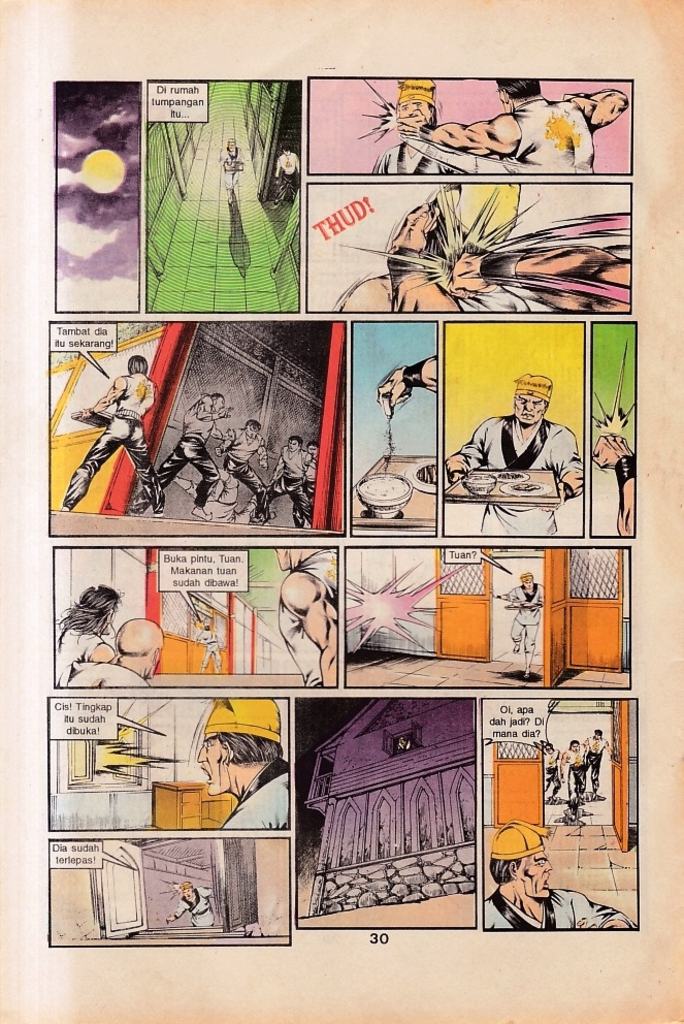 Di rumah
tumpangan
itu...
THUD!
Tambat dia
itu sekarang!
Buka pintu, Tuan.
Makanan tuan
sudah dibawa!
Tuan?
Cis! Tingkap
itu sudah
dibuka!
Dia sudah
terlepas!
Oi, apa
dah jadi? Di
mana dia?
30